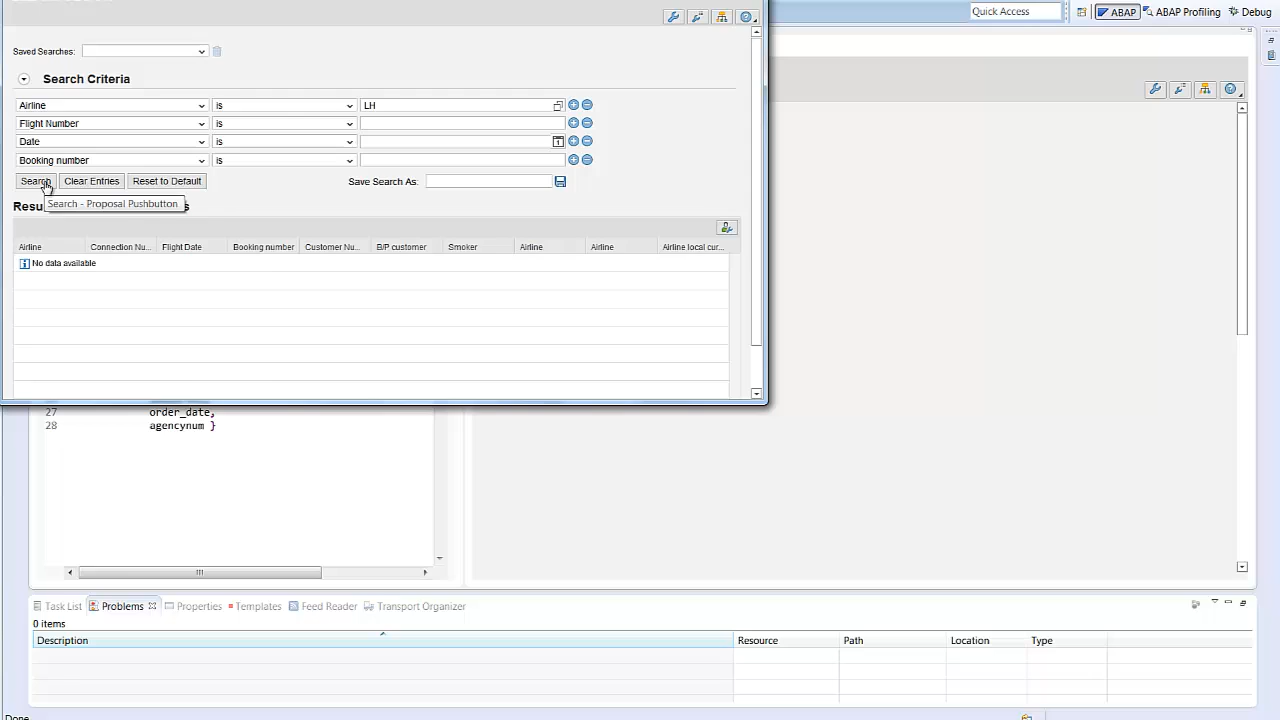 Quick Access
ABAP
ABAP Profiling
Debug
Saved Searches:
Search Criteria
Airline is LH
Flight Number is
Date is
Booking number is
Search Clear Entries Reset to Default Save Search As:
Search - Proposal Pushbutton
Airline Connection Nu... Flight Date Booking number Customer Nu... B/P customer Smoker Airline Airline Airline local cur...
No data available
27 order_date,
28 agencynum }
Task List Problems Properties Templates Feed Reader Transport Organizer
0 items
Description Resource Path Location Type
Done